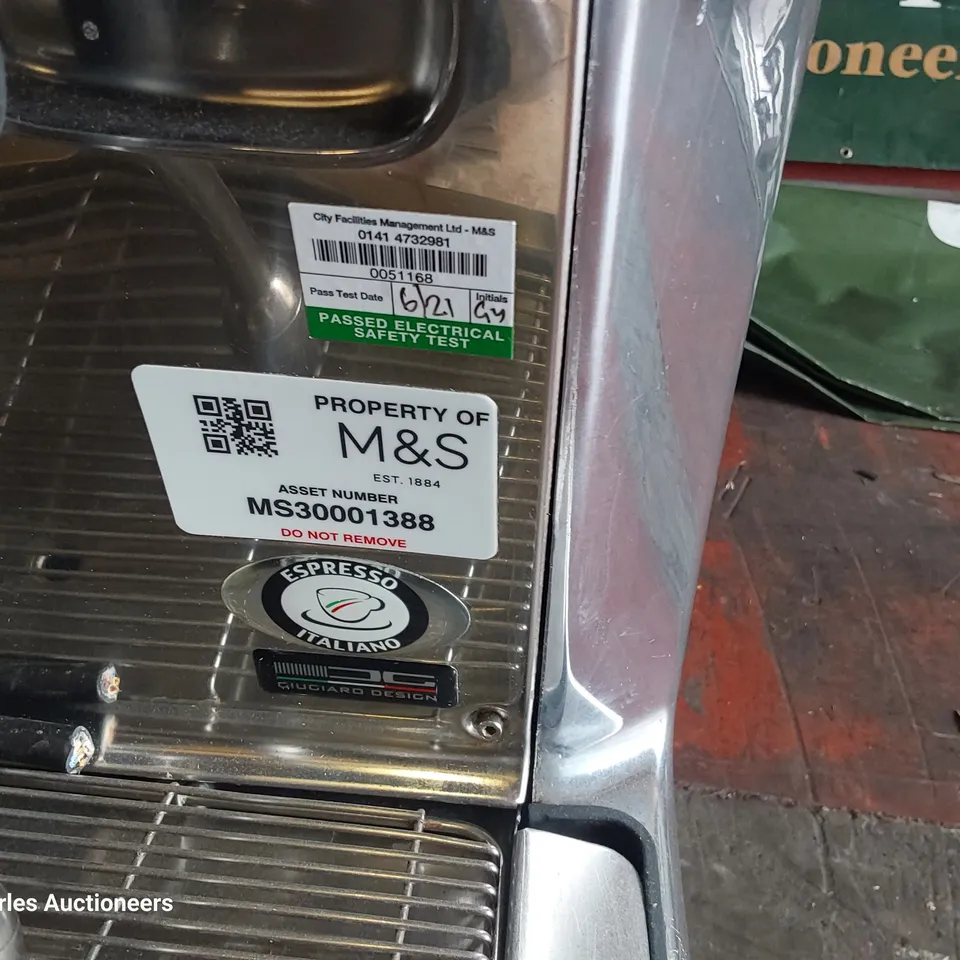 onee
City Facilities Management Ltd - M&S
0141 4732981
0051168
Pass Test Date 6/21 Initials
PASSED ELECTRICAL
SAFETY TEST
PROPERTY OF
M&S
EST. 1884
ASSET NUMBER
MS30001388
DO NOT REMOVE
ESPRESSO
ITALIANO
GIUGIARO DESIGN
rles Auctioneers